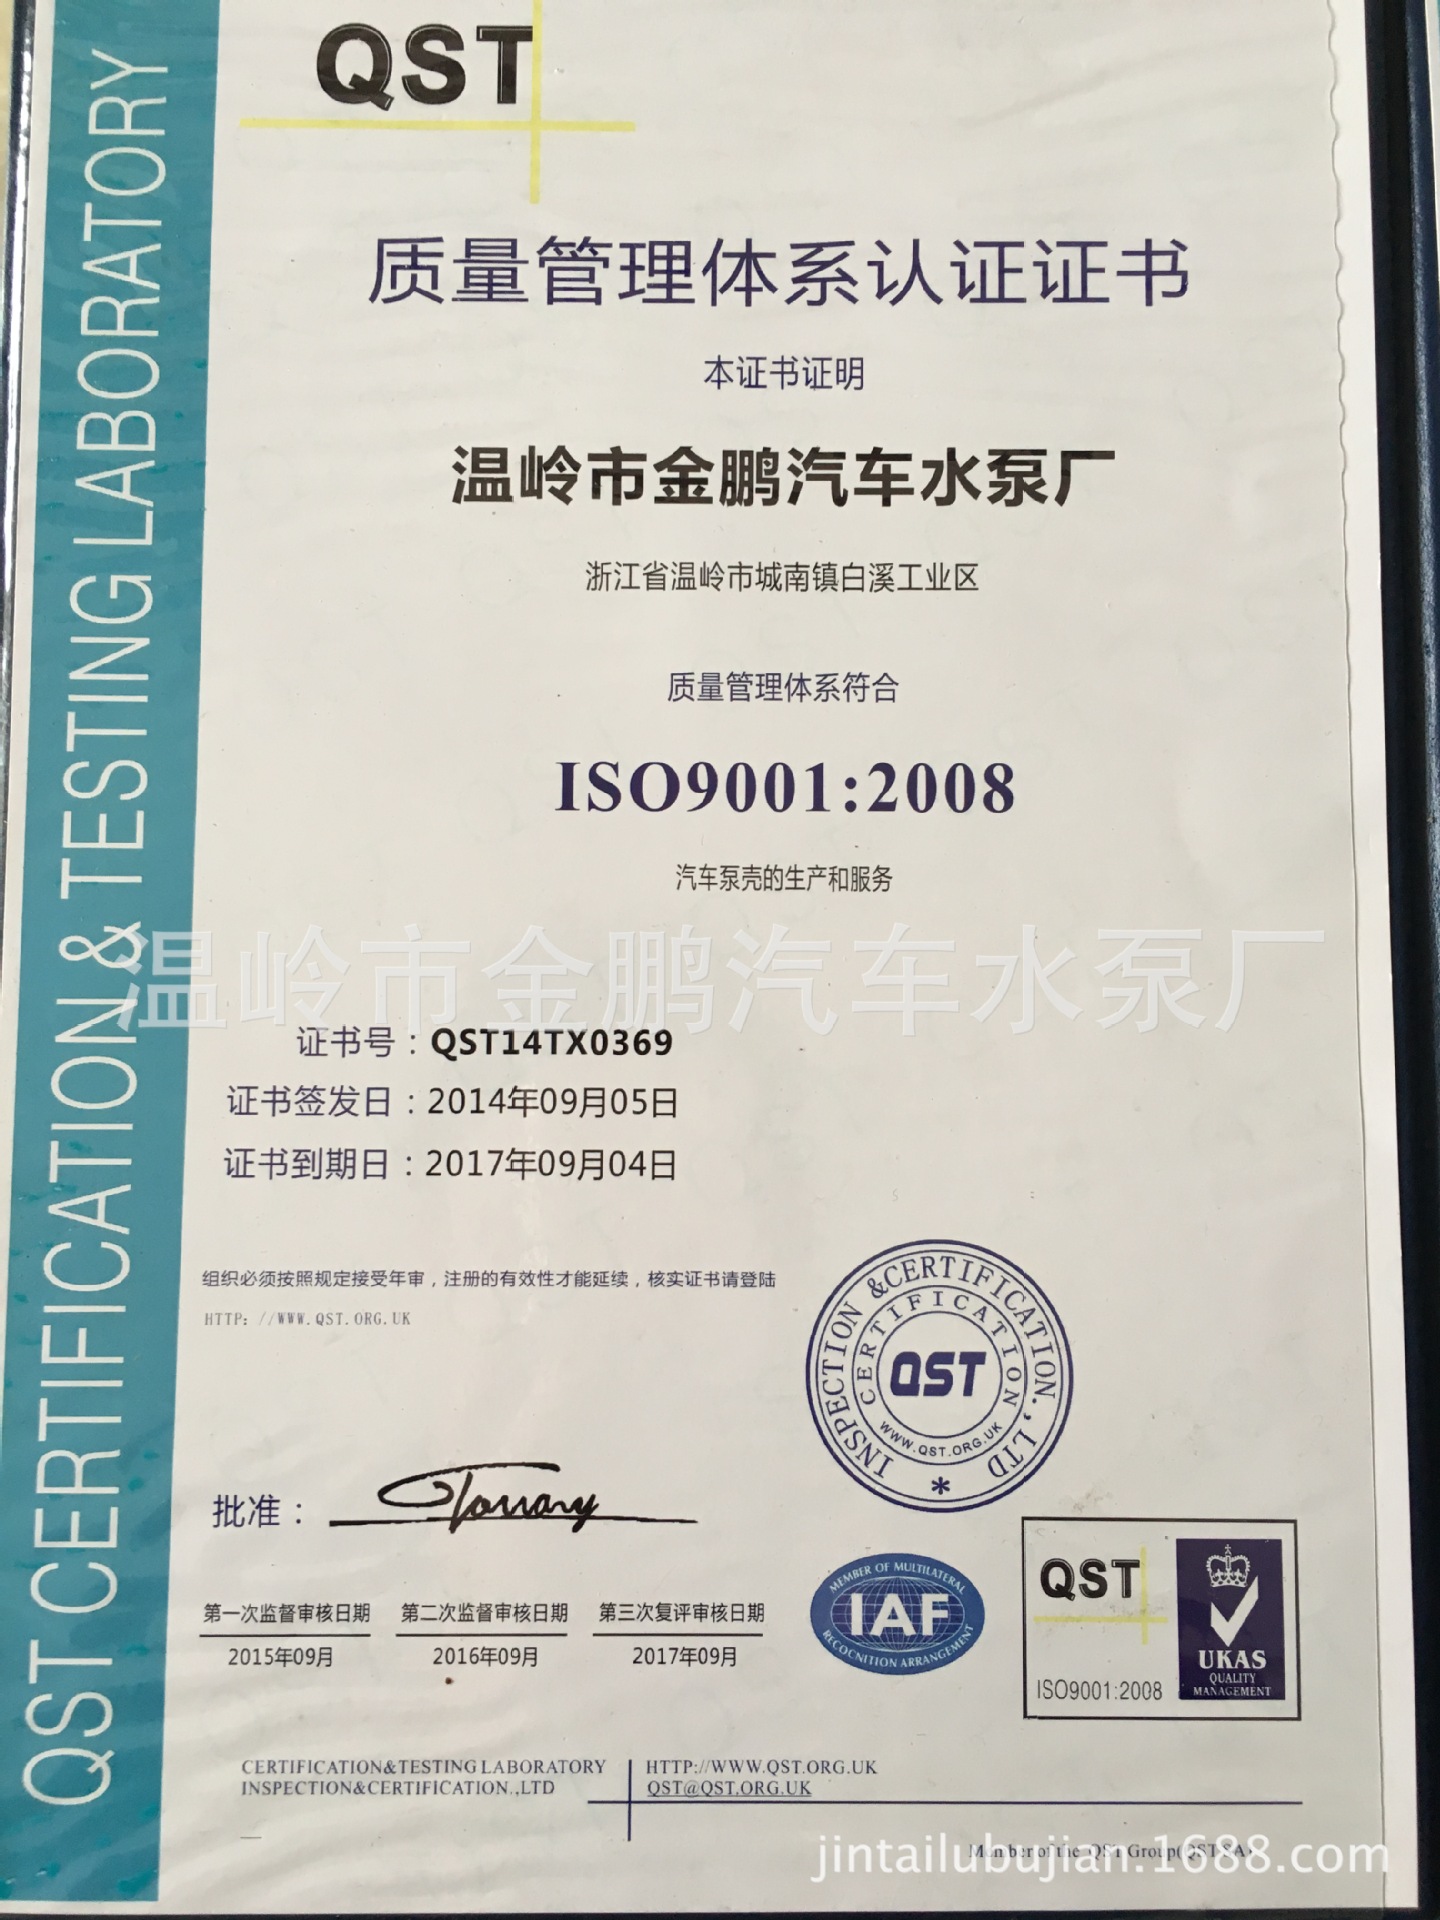 QST
QST CERTIFICATION & TESTING LABORATORY
质量管理体系认证证书
本证书证明
温岭市金鹏汽车水泵厂
浙江省温岭市城南镇白溪工业区
质量管理体系符合
ISO9001:2008
汽车泵壳的生产和服务
温岭市金鹏汽车水泵厂
证书号：QST14TX0369
证书签发日：2014年09月05日
证书到期日：2017年09月04日
组织必须按照规定接受年审，注册的有效性才能延续，核实证书请登陆
HTTP: //WWW.QST.ORG.UK
INSPECTION &CERTIFICATION.,LTD
CERTIFICATION
QST
WWW.QST.ORG.UK
*
批准：
第一次监督审核日期 第二次监督审核日期 第三次复评审核日期
2015年09月 2016年09月 2017年09月
MEMBER OF MULTILATERAL
IAF
RECOCNITION ARRANGEMENT
QST
ISO9001:2008
UKAS
QUALITY
MANAGEMENT
CERTIFICATION&TESTING LABORATORY
INSPECTION&CERTIFICATION.,LTD
HTTP://WWW.QST.ORG.UK
QST@QST.ORG.UK
Member of the QST Group
jintailubujian.1688.com